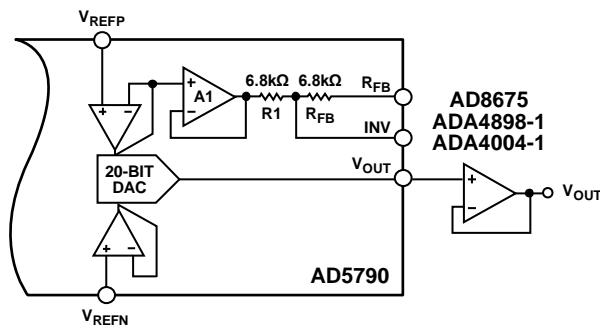 VREFP
6.8kΩ 6.8kΩ
A1
R1 RFB
RFB
INV
VOUT
AD8675
ADA4898-1
ADA4004-1
20-BIT
DAC
VOUT
AD5790
VREFN